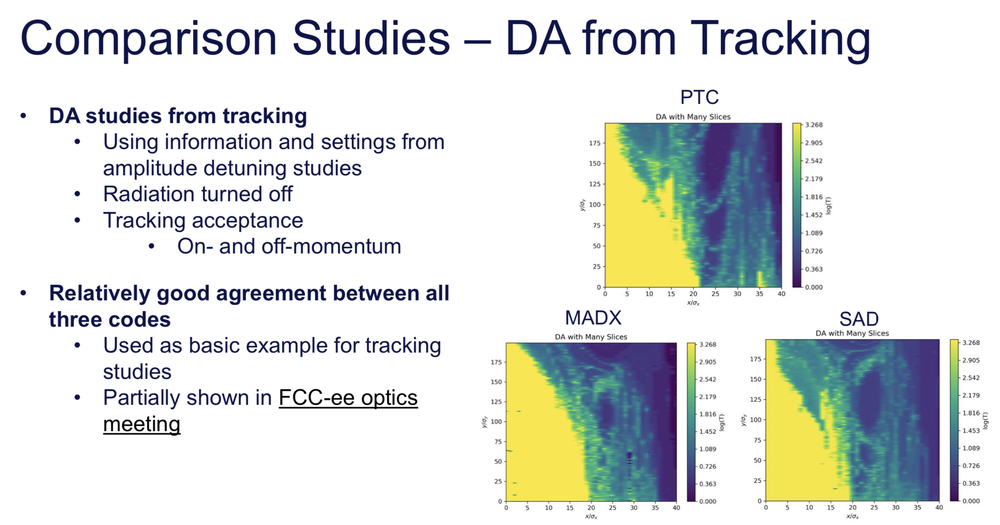 Comparison Studies – DA from Tracking
• DA studies from tracking
• Using information and settings from
amplitude detuning studies
• Radiation turned off
• Tracking acceptance
• On- and off-momentum
• Relatively good agreement between all
three codes
• Used as basic example for tracking
studies
• Partially shown in FCC-ee optics
meeting
PTC
DA with Many Slices
175
150
125
100
75
50
25
0
y/σy
0 5 10 15 20 25 30 35 40
x/σx
3.268
2.905
2.542
2.179
1.816
1.452
1.089
0.726
0.363
0.000
log(T)
MADX
DA with Many Slices
175
150
125
100
75
50
25
0
y/σy
0 5 10 15 20 25 30 35 40
x/σx
3.268
2.905
2.542
2.179
1.816
1.452
1.089
0.726
0.363
0.000
log(T)
SAD
DA with Many Slices
175
150
125
100
75
50
25
0
y/σy
0 5 10 15 20 25 30 35 40
x/σx
3.268
2.905
2.542
2.179
1.816
1.453
1.089
0.726
0.363
0.000
log(T)